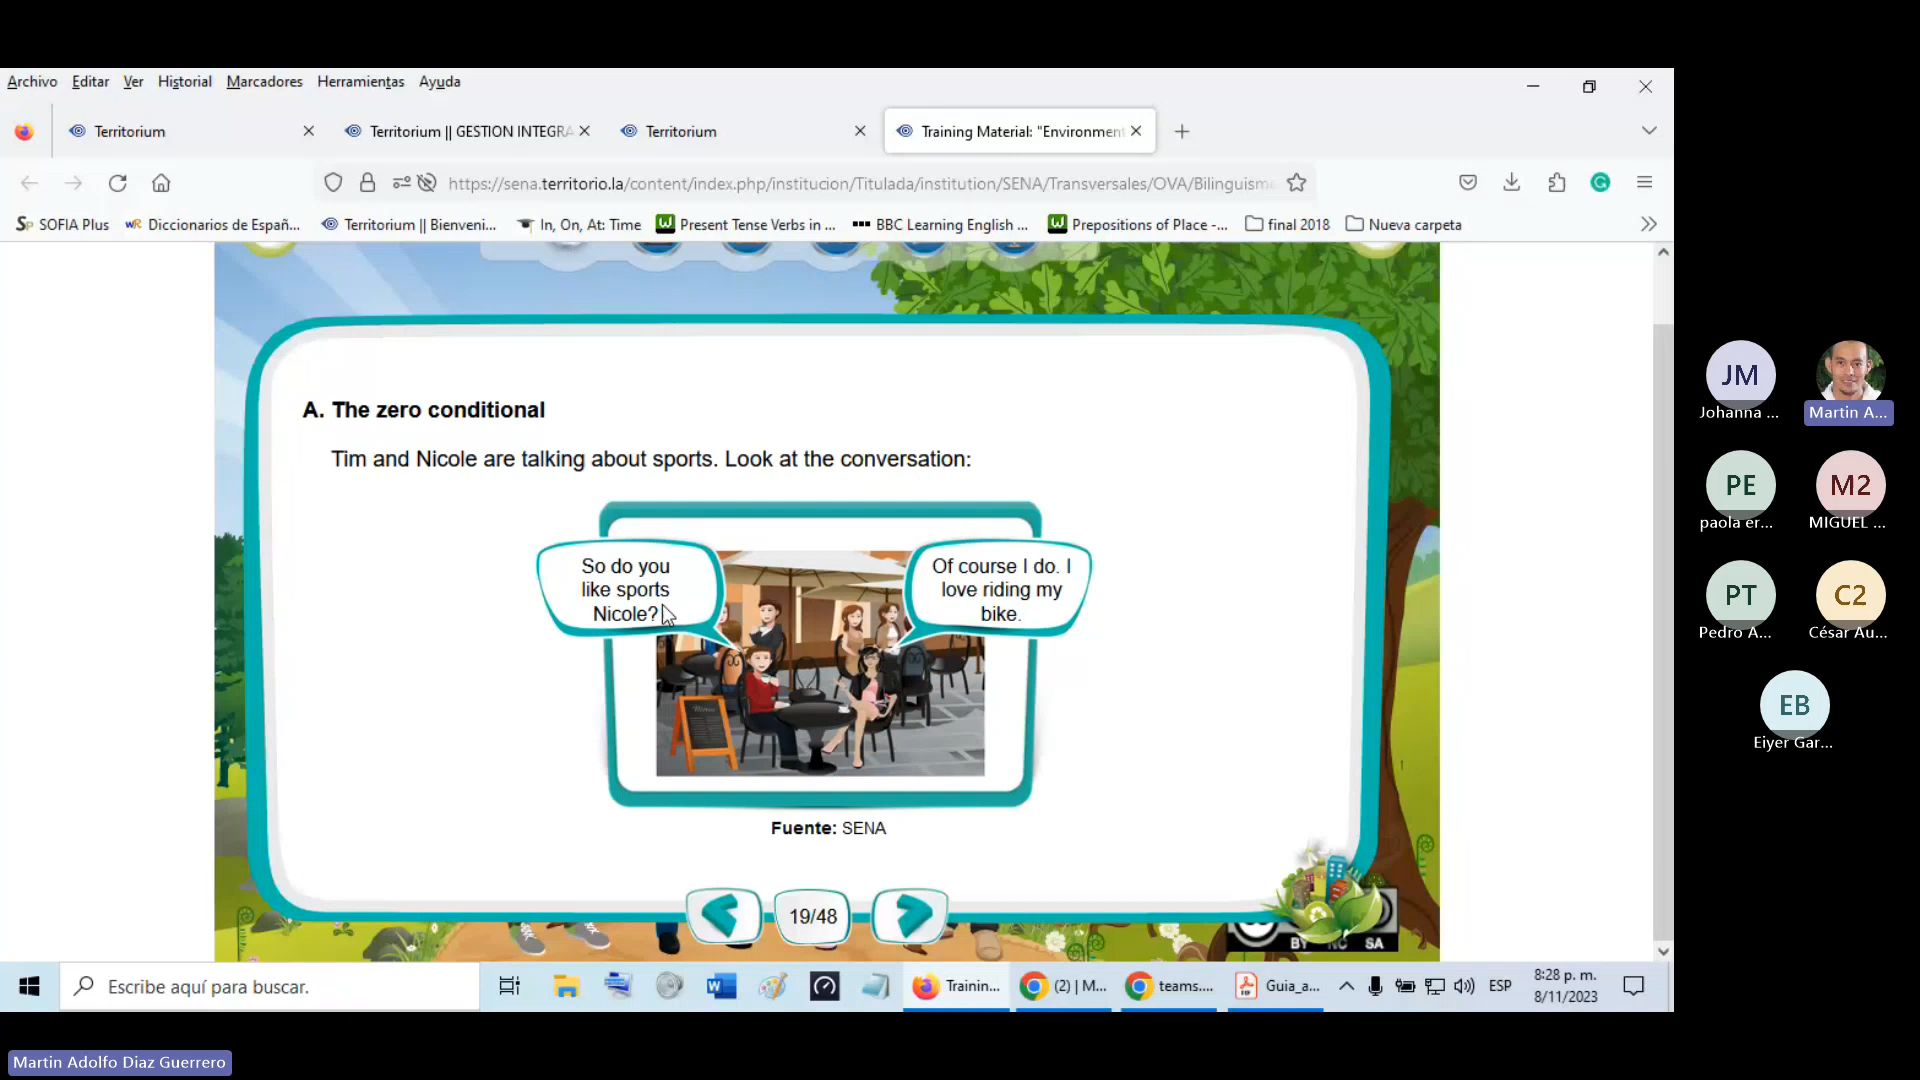 Archivo Editar Ver Historial Marcadores Herramientas Ayuda
Territorium Territorium || GESTION INTEGRA Territorium Training Material: "Environment
https://sena.territorio.la/content/index.php/institucion/Titulada/institution/SENA/Transversales/OVA/Bilinguism
SOFIA Plus Diccionarios de Españ... Territorium || Bienveni... In, On, At: Time Present Tense Verbs in ... BBC Learning English ... Prepositions of Place -... final 2018 Nueva carpeta
A. The zero conditional
Tim and Nicole are talking about sports. Look at the conversation:
So do you
like sports
Nicole?
Of course I do. I
love riding my
bike.
Fuente: SENA
19/48
BY NC SA
JM
Johanna ...
Martin A...
PE
paola er...
M2
MIGUEL ...
PT
Pedro A...
C2
César Au...
EB
Eiyer Gar...
Escribe aquí para buscar.
Trainin... (2) | M... teams.... Guia_a... ESP
8:28 p. m.
8/11/2023
Martin Adolfo Diaz Guerrero